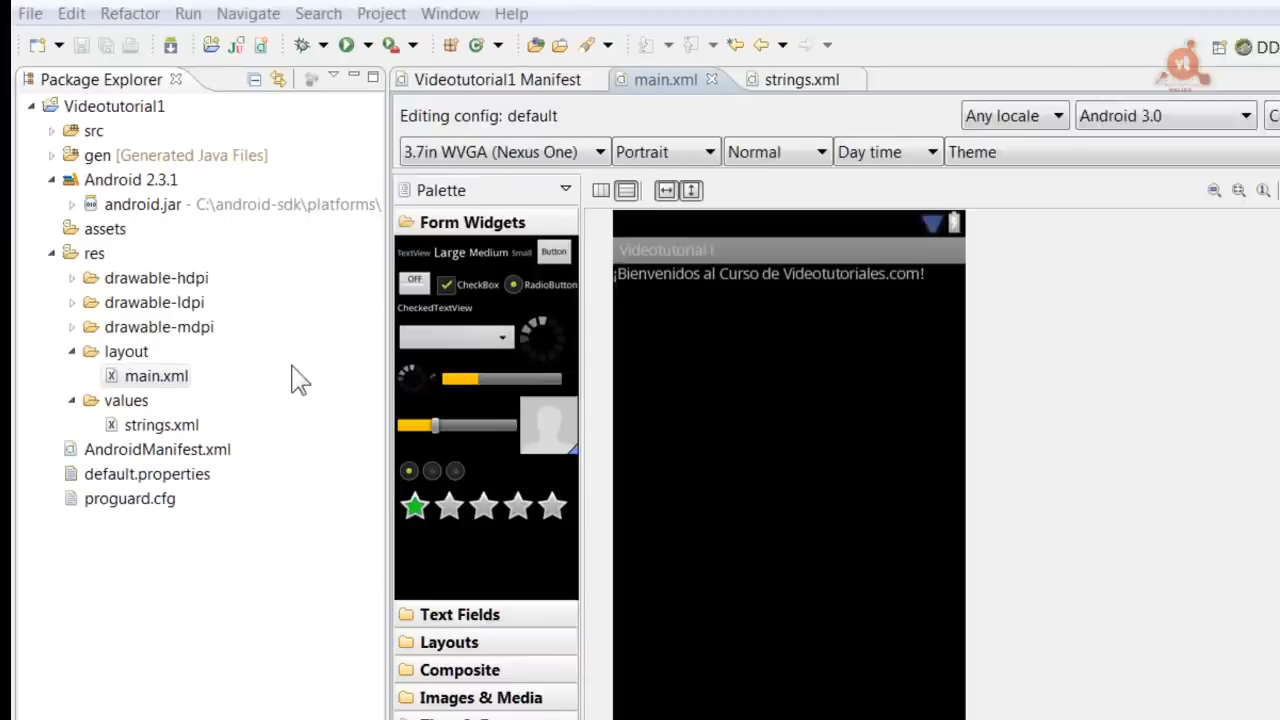 File Edit Refactor Run Navigate Search Project Window Help
Package Explorer
Videotutorial1
src
gen [Generated Java Files]
Android 2.3.1
android.jar - C:\android-sdk\platforms\
assets
res
drawable-hdpi
drawable-ldpi
drawable-mdpi
layout
main.xml
values
strings.xml
AndroidManifest.xml
default.properties
proguard.cfg
Videotutorial1 Manifest main.xml strings.xml
Editing config: default Any locale Android 3.0
3.7in WVGA (Nexus One) Portrait Normal Day time Theme
Palette
Form Widgets
TextView Large Medium Small Button
OFF CheckBox RadioButton
CheckedTextView
Text Fields
Layouts
Composite
Images & Media
Videotutorial1
¡Bienvenidos al Curso de Videotutoriales.com!